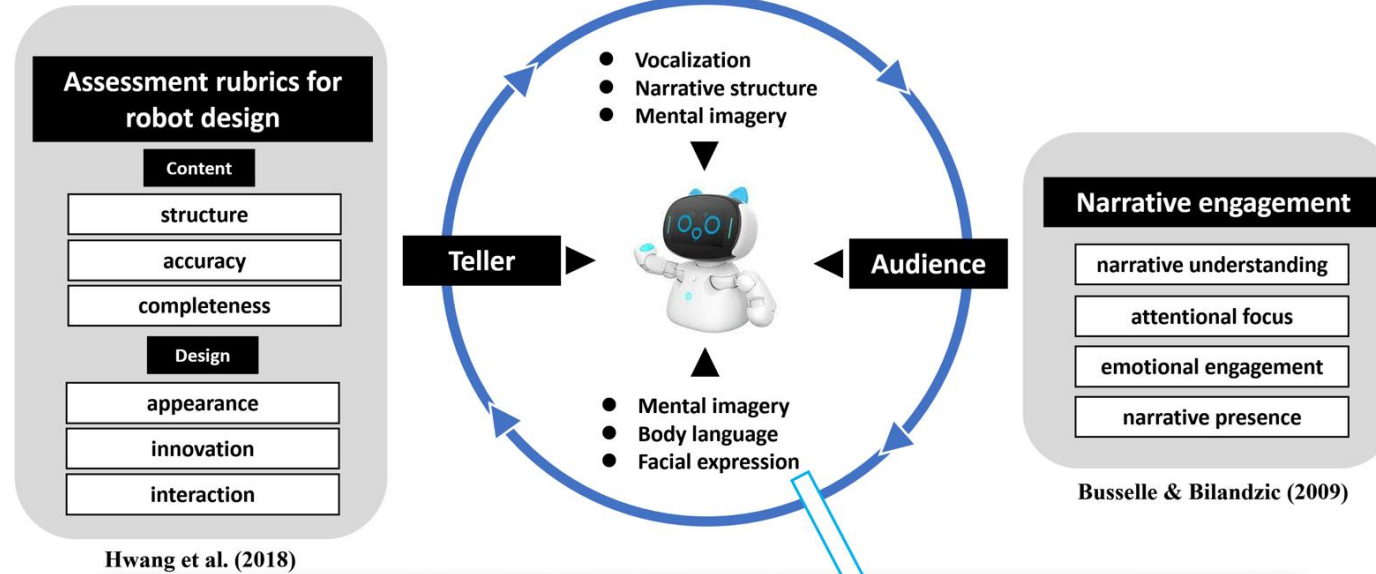 Assessment rubrics for
robot design
Content
structure
accuracy
completeness
Design
appearance
innovation
interaction
Hwang et al. (2018)
● Vocalization
● Narrative structure
● Mental imagery
Teller
Audience
● Mental imagery
● Body language
● Facial expression
Narrative engagement
narrative understanding
attentional focus
emotional engagement
narrative presence
Busselle & Bilandzic (2009)